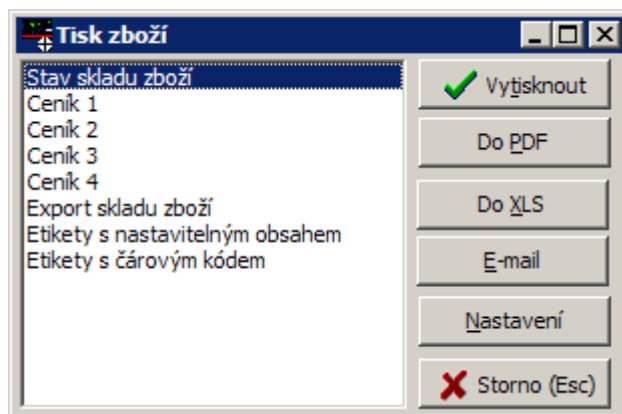 Tisk zboží
Stav skladu zboží
Ceník 1
Ceník 2
Ceník 3
Ceník 4
Export skladu zboží
Etikety s nastavitelným obsahem
Etikety s čárovým kódem
Vytisknout
Do PDF
Do XLS
E-mail
Nastavení
Storno (Esc)